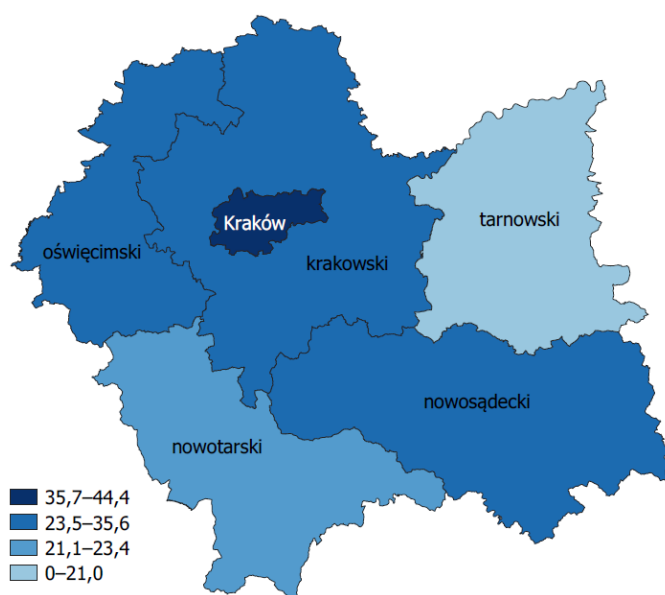 Kraków
tarnowski
oświęcimski
krakowski
nowosądecki
nowotarski
35,7–44,4
23,5–35,6
21,1–23,4
0–21,0